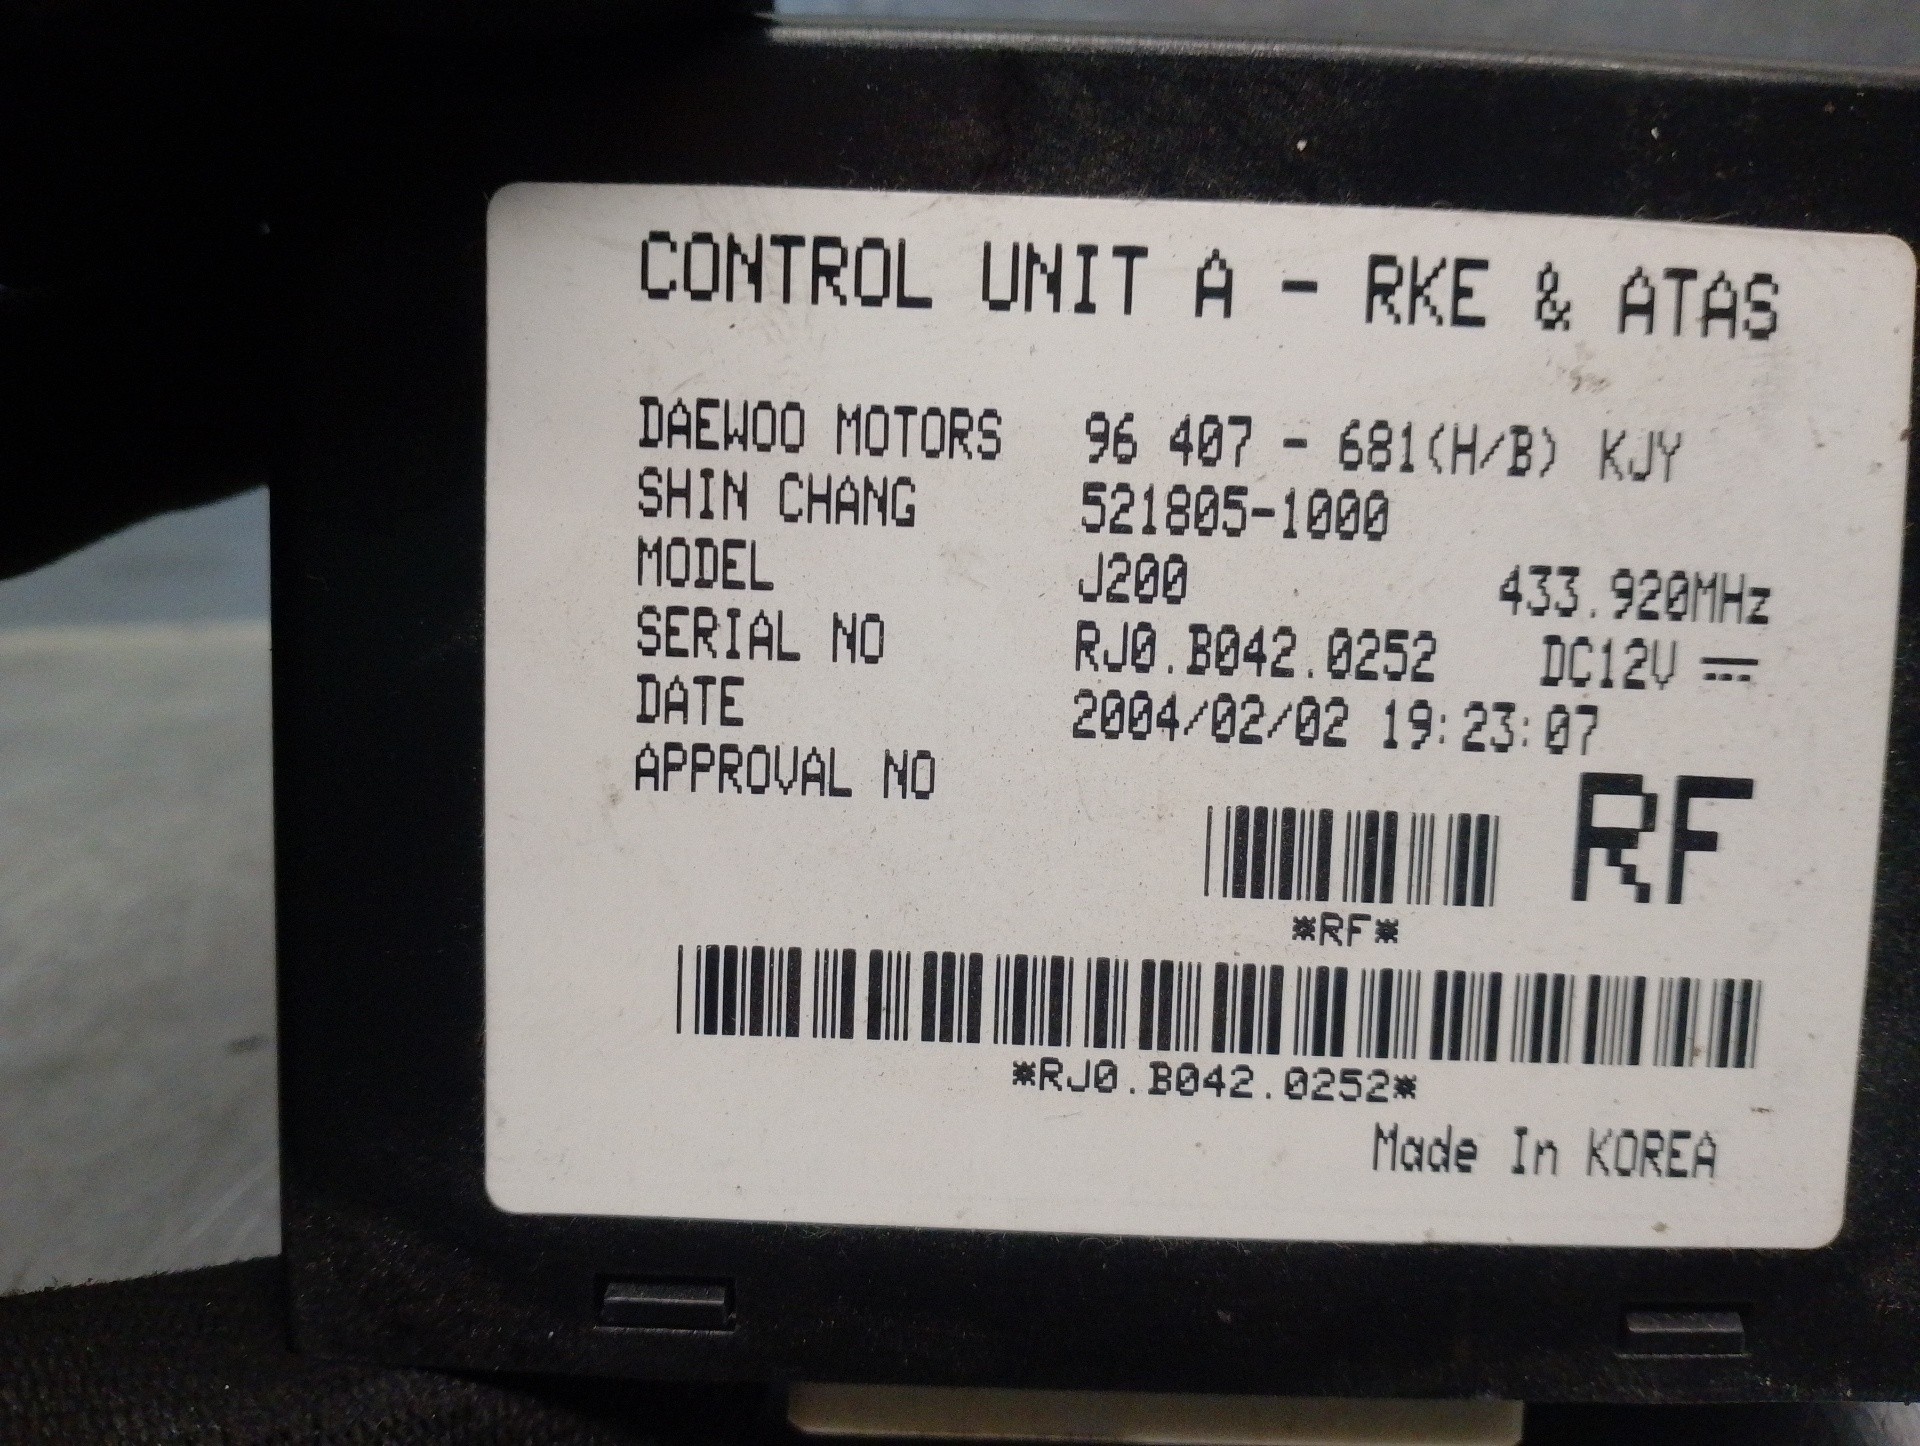 CONTROL UNIT A - RKE & ATAS
DAEWOO MOTORS 96 407 - 681(H/B) KJY
SHIN CHANG 521805-1000
MODEL J200 433.920MHz
SERIAL NO RJ0.B042.0252 DC12V ⎓
DATE 2004/02/02 19:23:07
APPROVAL NO
RF
*RF*
*RJ0.B042.0252*
Made In KOREA